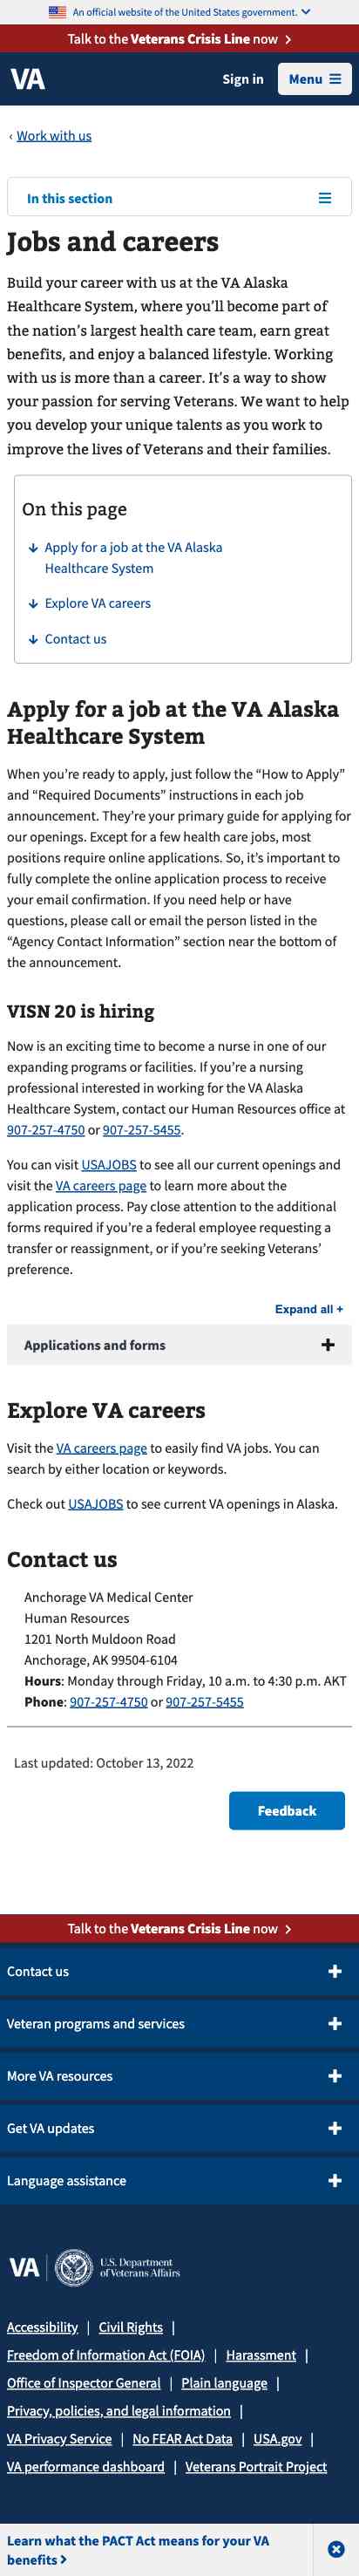 An official website of the United States government.
Talk to the Veterans Crisis Line now
VA
Sign in
Menu
‹ Work with us
In this section
Jobs and careers
Build your career with us at the VA Alaska
Healthcare System, where you’ll become part of
the nation’s largest health care team, earn great
benefits, and enjoy a balanced lifestyle. Working
with us is more than a career. It’s a way to show
your passion for serving Veterans. We want to help
you develop your unique talents as you work to
improve the lives of Veterans and their families.
On this page
Apply for a job at the VA Alaska
Healthcare System
Explore VA careers
Contact us
Apply for a job at the VA Alaska
Healthcare System
When you’re ready to apply, just follow the “How to Apply”
and “Required Documents” instructions in each job
announcement. They’re your primary guide for applying for
our openings. Except for a few health care jobs, most
positions require online applications. So, it’s important to
fully complete the online application process to receive
your email confirmation. If you need help or have
questions, please call or email the person listed in the
“Agency Contact Information” section near the bottom of
the announcement.
VISN 20 is hiring
Now is an exciting time to become a nurse in one of our
expanding programs or facilities. If you’re a nursing
professional interested in working for the VA Alaska
Healthcare System, contact our Human Resources office at
907-257-4750 or 907-257-5455.
You can visit USAJOBS to see all our current openings and
visit the VA careers page to learn more about the
application process. Pay close attention to the additional
forms required if you’re a federal employee requesting a
transfer or reassignment, or if you’re seeking Veterans’
preference.
Expand all +
Applications and forms
Explore VA careers
Visit the VA careers page to easily find VA jobs. You can
search by either location or keywords.
Check out USAJOBS to see current VA openings in Alaska.
Contact us
Anchorage VA Medical Center
Human Resources
1201 North Muldoon Road
Anchorage, AK 99504-6104
Hours: Monday through Friday, 10 a.m. to 4:30 p.m. AKT
Phone: 907-257-4750 or 907-257-5455
Last updated: October 13, 2022
Feedback
Talk to the Veterans Crisis Line now
Contact us
Veteran programs and services
More VA resources
Get VA updates
Language assistance
VA
U.S. Department
of Veterans Affairs
Accessibility | Civil Rights |
Freedom of Information Act (FOIA) | Harassment |
Office of Inspector General | Plain language |
Privacy, policies, and legal information |
VA Privacy Service | No FEAR Act Data | USA.gov |
VA performance dashboard | Veterans Portrait Project
Learn what the PACT Act means for your VA
benefits